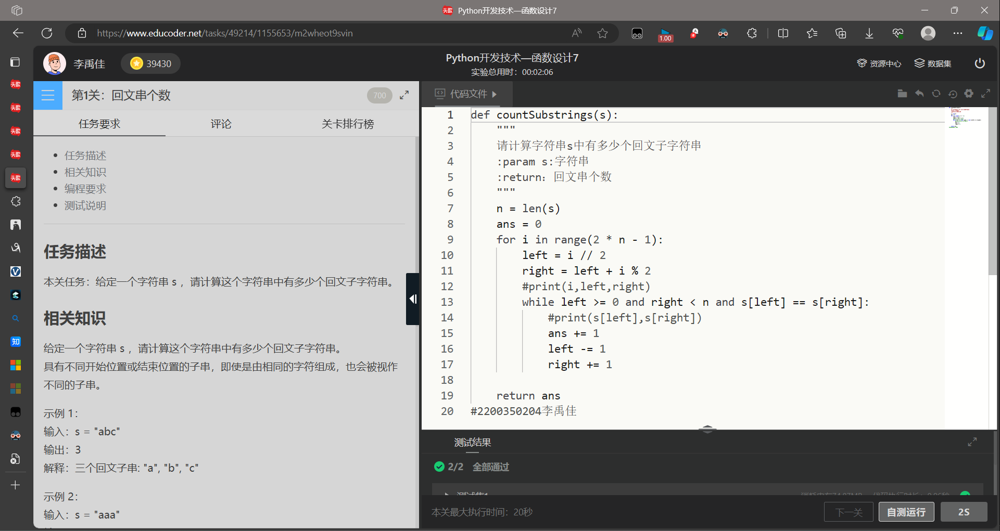 Python开发技术—函数设计7
https://www.educoder.net/tasks/49214/1155653/m2wheot9svin
1.00
李禹佳
39430
Python开发技术—函数设计7
实验总用时：00:02:06
资源中心
数据集
头歌
头歌
头歌
头歌
头歌
知
第1关：回文串个数
700
任务要求
评论
关卡排行榜
任务描述
相关知识
编程要求
测试说明
任务描述
本关任务：给定一个字符串 s ，请计算这个字符串中有多少个回文子字符串。
相关知识
给定一个字符串 s ，请计算这个字符串中有多少个回文子字符串。
具有不同开始位置或结束位置的子串，即使是由相同的字符组成，也会被视作
不同的子串。
示例 1：
输入：s = "abc"
输出：3
解释：三个回文子串: "a", "b", "c"
示例 2：
输入：s = "aaa"
代码文件
1 def countSubstrings(s):
2     """
3     请计算字符串s中有多少个回文子字符串
4     :param s:字符串
5     :return: 回文串个数
6     """
7     n = len(s)
8     ans = 0
9     for i in range(2 * n - 1):
10         left = i // 2
11         right = left + i % 2
12         #print(i,left,right)
13         while left >= 0 and right < n and s[left] == s[right]:
14             #print(s[left],s[right])
15             ans += 1
16             left -= 1
17             right += 1
18
19     return ans
20 #2200350204李禹佳
测试结果
2/2 全部通过
测试集1
本关最大执行时间：20秒
下一关
自测运行
2S